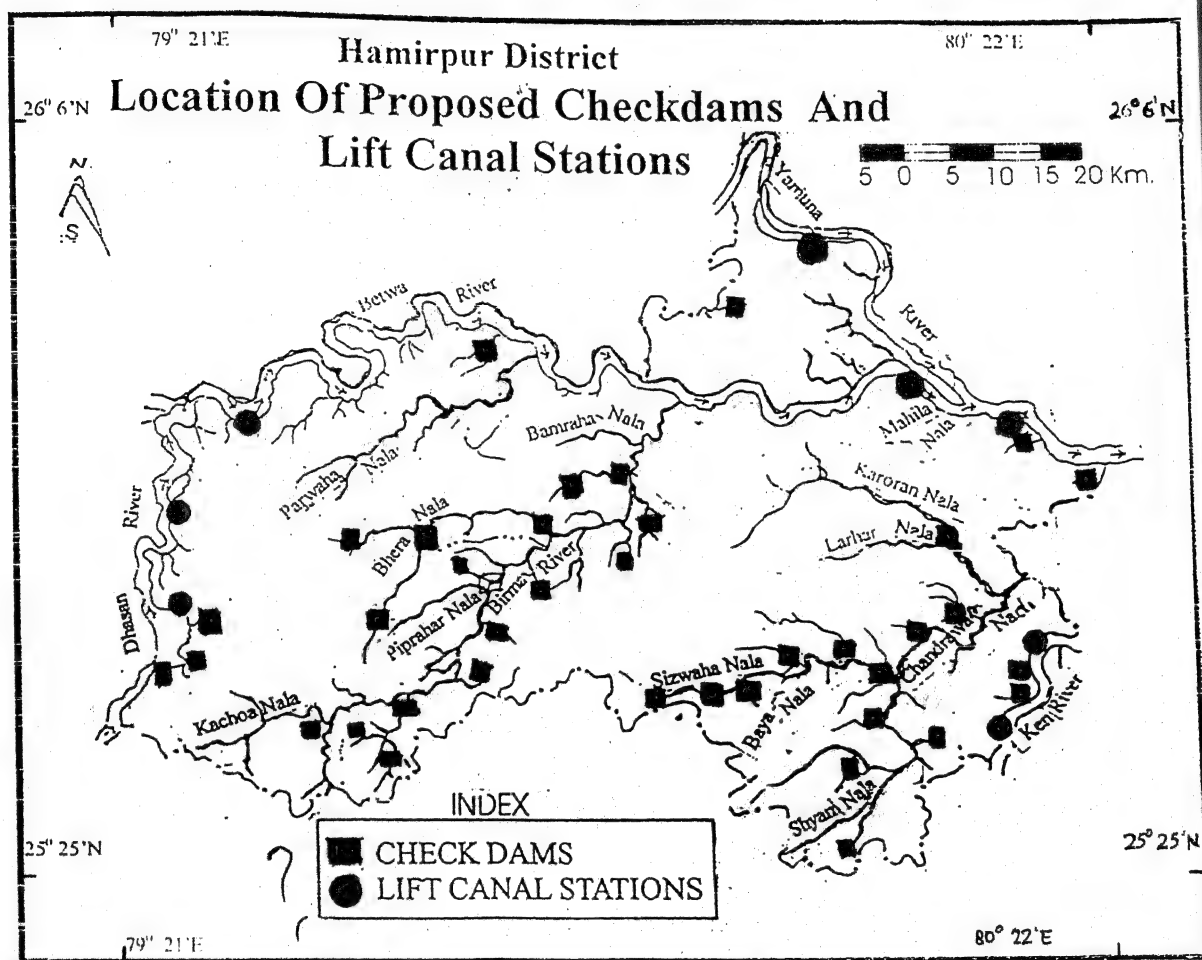 79° 21'E
80° 22'E
Hamirpur District
26° 6'N
Location Of Proposed Checkdams And
26° 6'N
Lift Canal Stations
N
S
5 0 5 10 15 20 Km.
Yamuna
River
Betwa River
Bamraha Nala
Mahila Nala
Parwaha Nala
Karoran Nala
Larhar Nala
Dhasan River
Bhera Nala
Birma River
Piprahar Nala
Chandrawal Nadi
Sizwaha Nala
Baya Nala
Ken River
Kachoa Nala
Shyam Nala
INDEX
25° 25'N
CHECK DAMS
25° 25'N
LIFT CANAL STATIONS
79° 21'E
80° 22'E